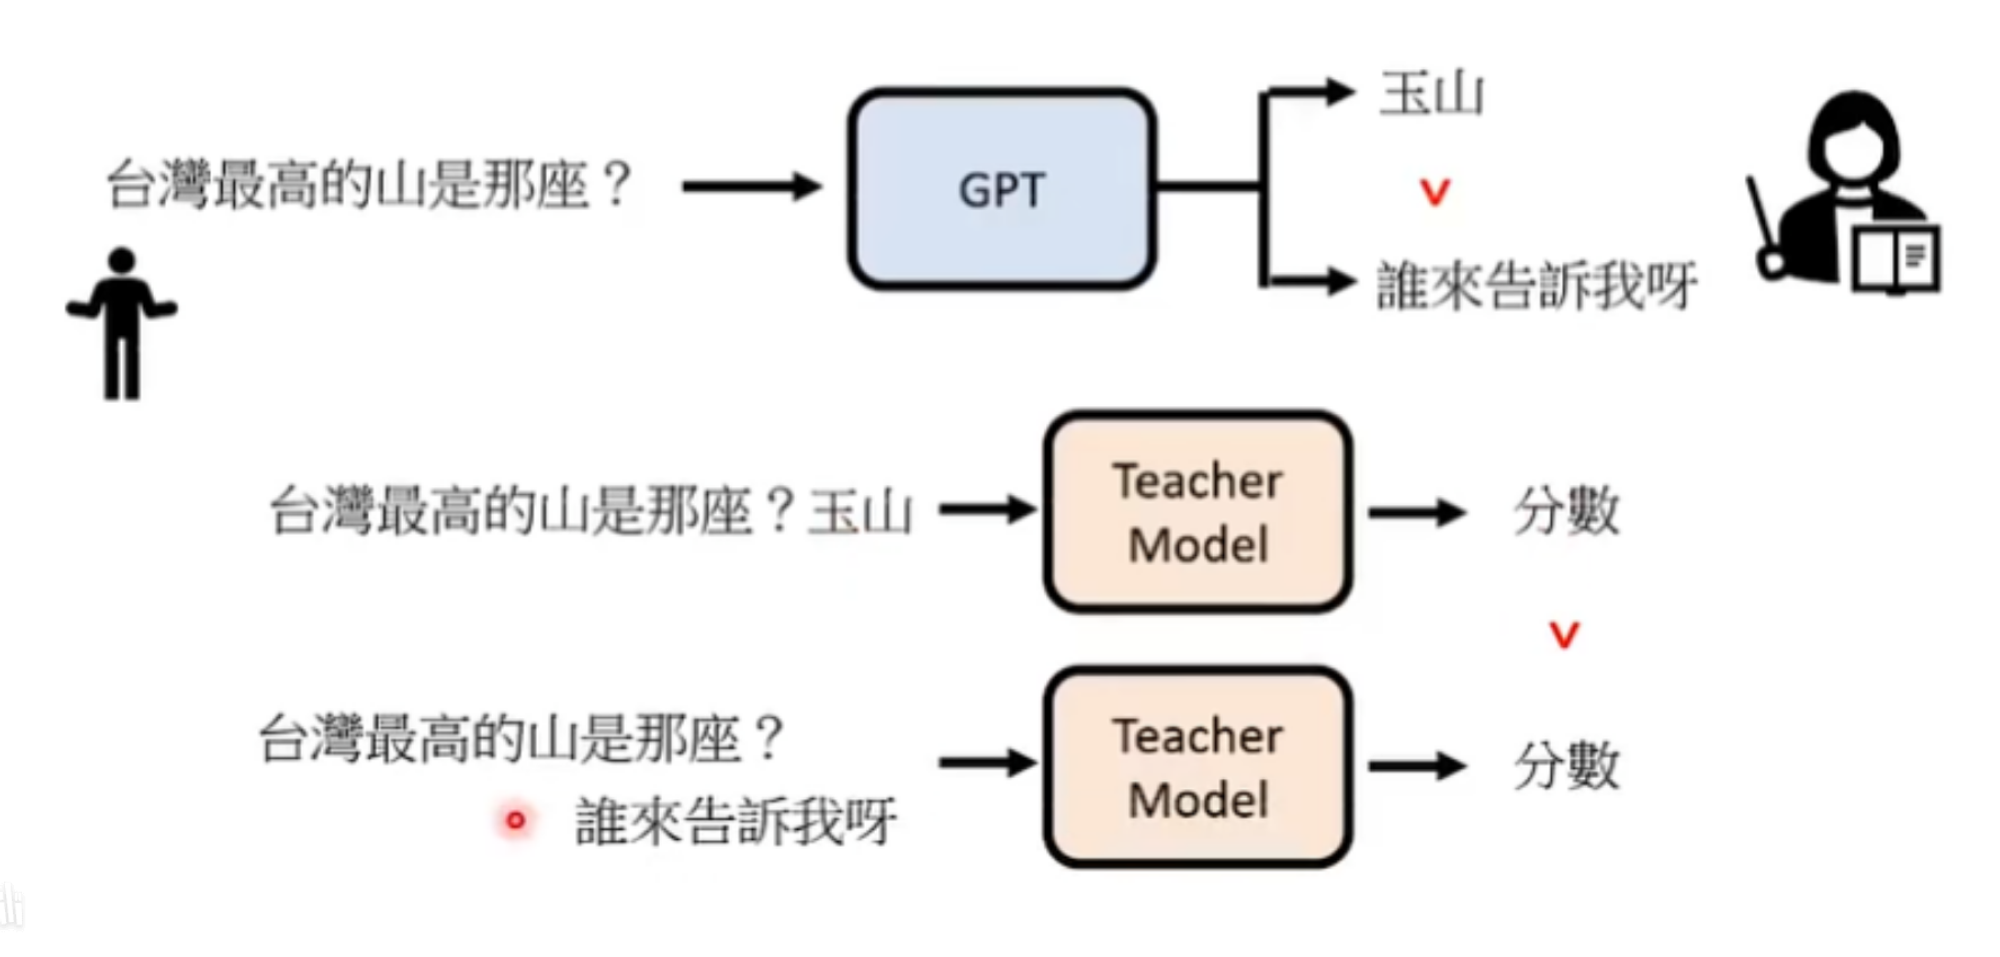 台灣最高的山是那座？
GPT
玉山
v
誰來告訴我呀
台灣最高的山是那座？玉山
Teacher
Model
分數
v
台灣最高的山是那座？
誰來告訴我呀
Teacher
Model
分數